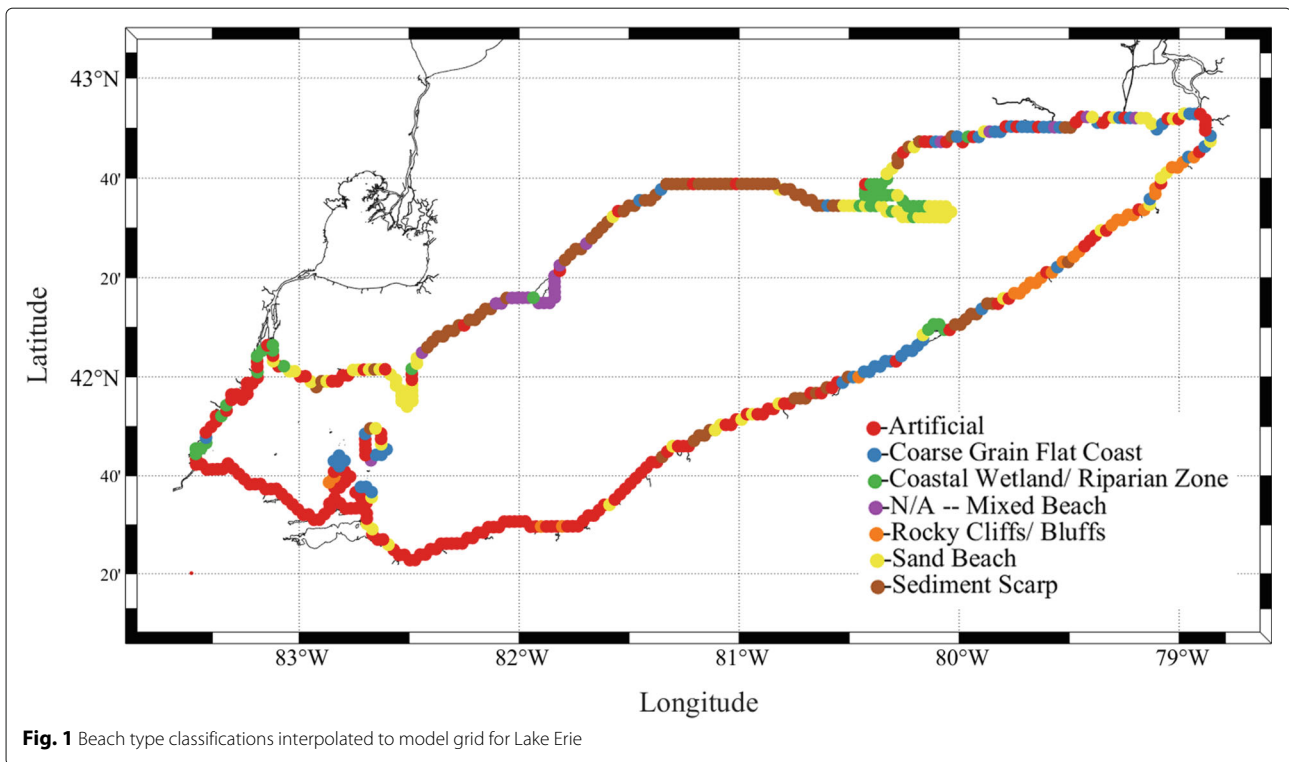 43°N
40'
20'
42°N
40'
20'
Latitude
-Artificial
-Coarse Grain Flat Coast
-Coastal Wetland/ Riparian Zone
-N/A -- Mixed Beach
-Rocky Cliffs/ Bluffs
-Sand Beach
-Sediment Scarp
83°W 82°W 81°W 80°W 79°W
Longitude
Fig. 1 Beach type classifications interpolated to model grid for Lake Erie